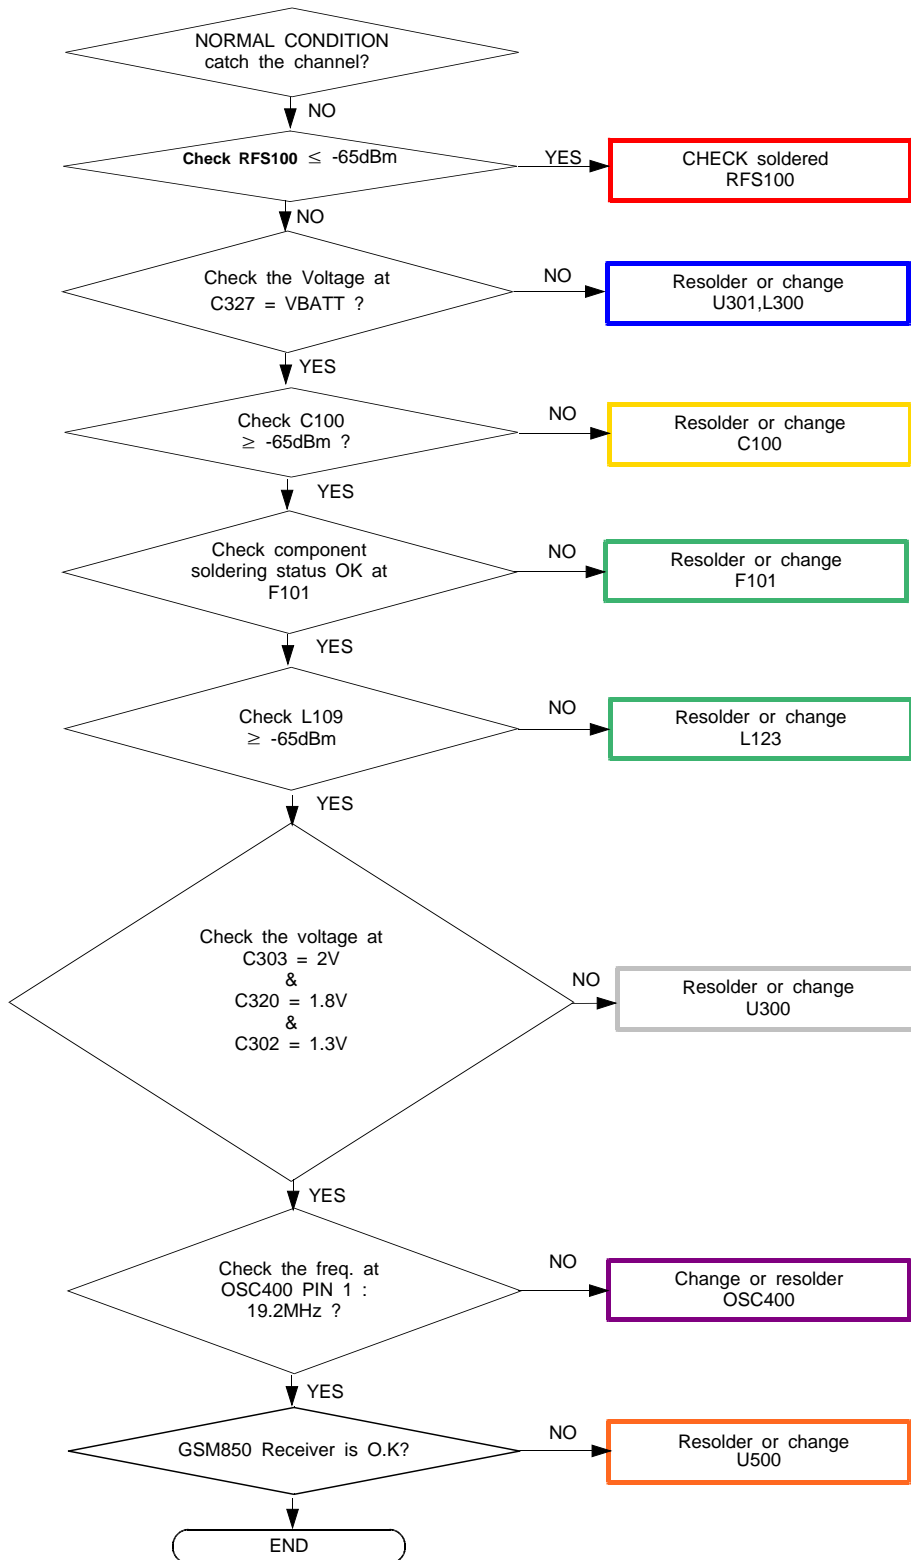 NORMAL CONDITION
catch the channel?
NO
Check RFS100 ≤ -65dBm
YES
CHECK soldered
RFS100
NO
Check the Voltage at
C327 = VBATT ?
NO
Resolder or change
U301,L300
YES
Check C100
≥ -65dBm ?
NO
Resolder or change
C100
YES
Check component
soldering status OK at
F101
NO
Resolder or change
F101
YES
Check L109
≥ -65dBm
NO
Resolder or change
L123
YES
Check the voltage at
C303 = 2V
&
C320 = 1.8V
&
C302 = 1.3V
NO
Resolder or change
U300
YES
Check the freq. at
OSC400 PIN 1 :
19.2MHz ?
NO
Change or resolder
OSC400
YES
GSM850 Receiver is O.K?
NO
Resolder or change
U500
END